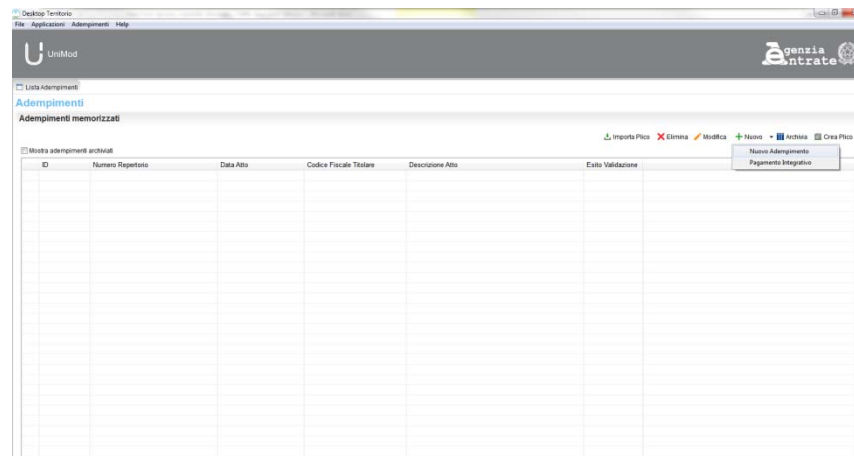 Desktop Territorio
File Applicazioni Adempimenti Help
UniMod
Agenzia Entrate
Lista Adempimenti
Adempimenti
Adempimenti memorizzati
Importa Plico Elimina Modifica Nuovo Archivia Crea Plico
Nuovo Adempimento
Pagamento Integrativo
Mostra adempimenti archiviati
ID Numero Repertorio Data Atto Codice Fiscale Titolare Descrizione Atto Esito Validazione